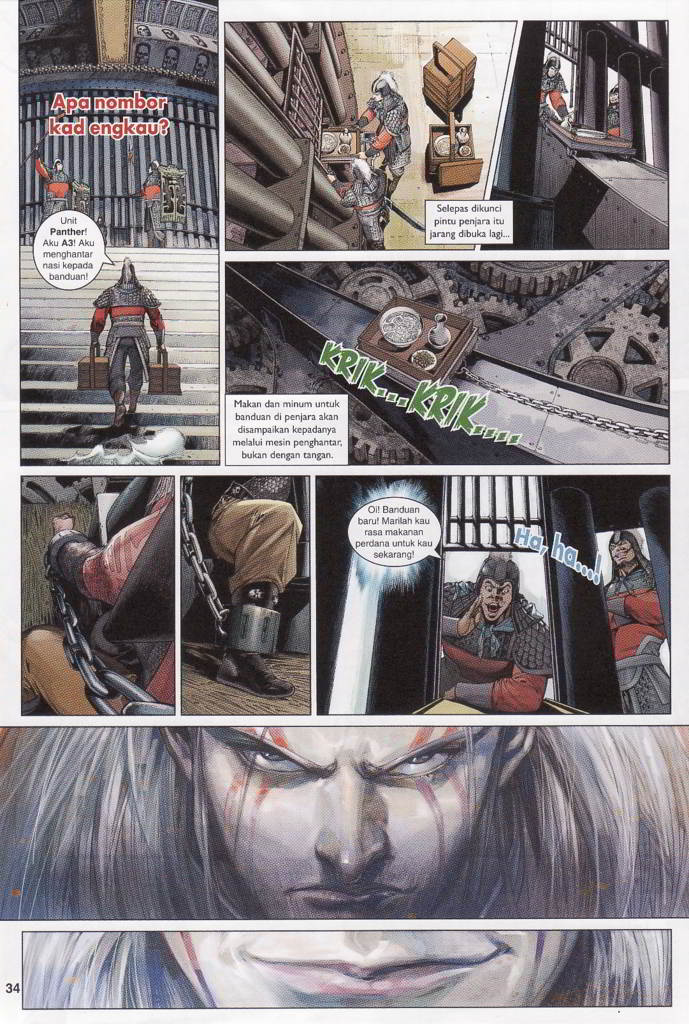 Apa nombor
kad engkau?
Unit
Panther!
Aku A3! Aku
menghantar
nasi kepada
banduan!
Selepas dikunci
pintu penjara itu
jarang dibuka lagi...
KRIK...KRIK....
Makan dan minum untuk
banduan di penjara akan
disampaikan kepadanya
melalui mesin penghantar,
bukan dengan tangan.
Oi! Banduan
baru! Marilah kau
rasa makanan
perdana untuk kau
sekarang!
Ha, ha....!
34